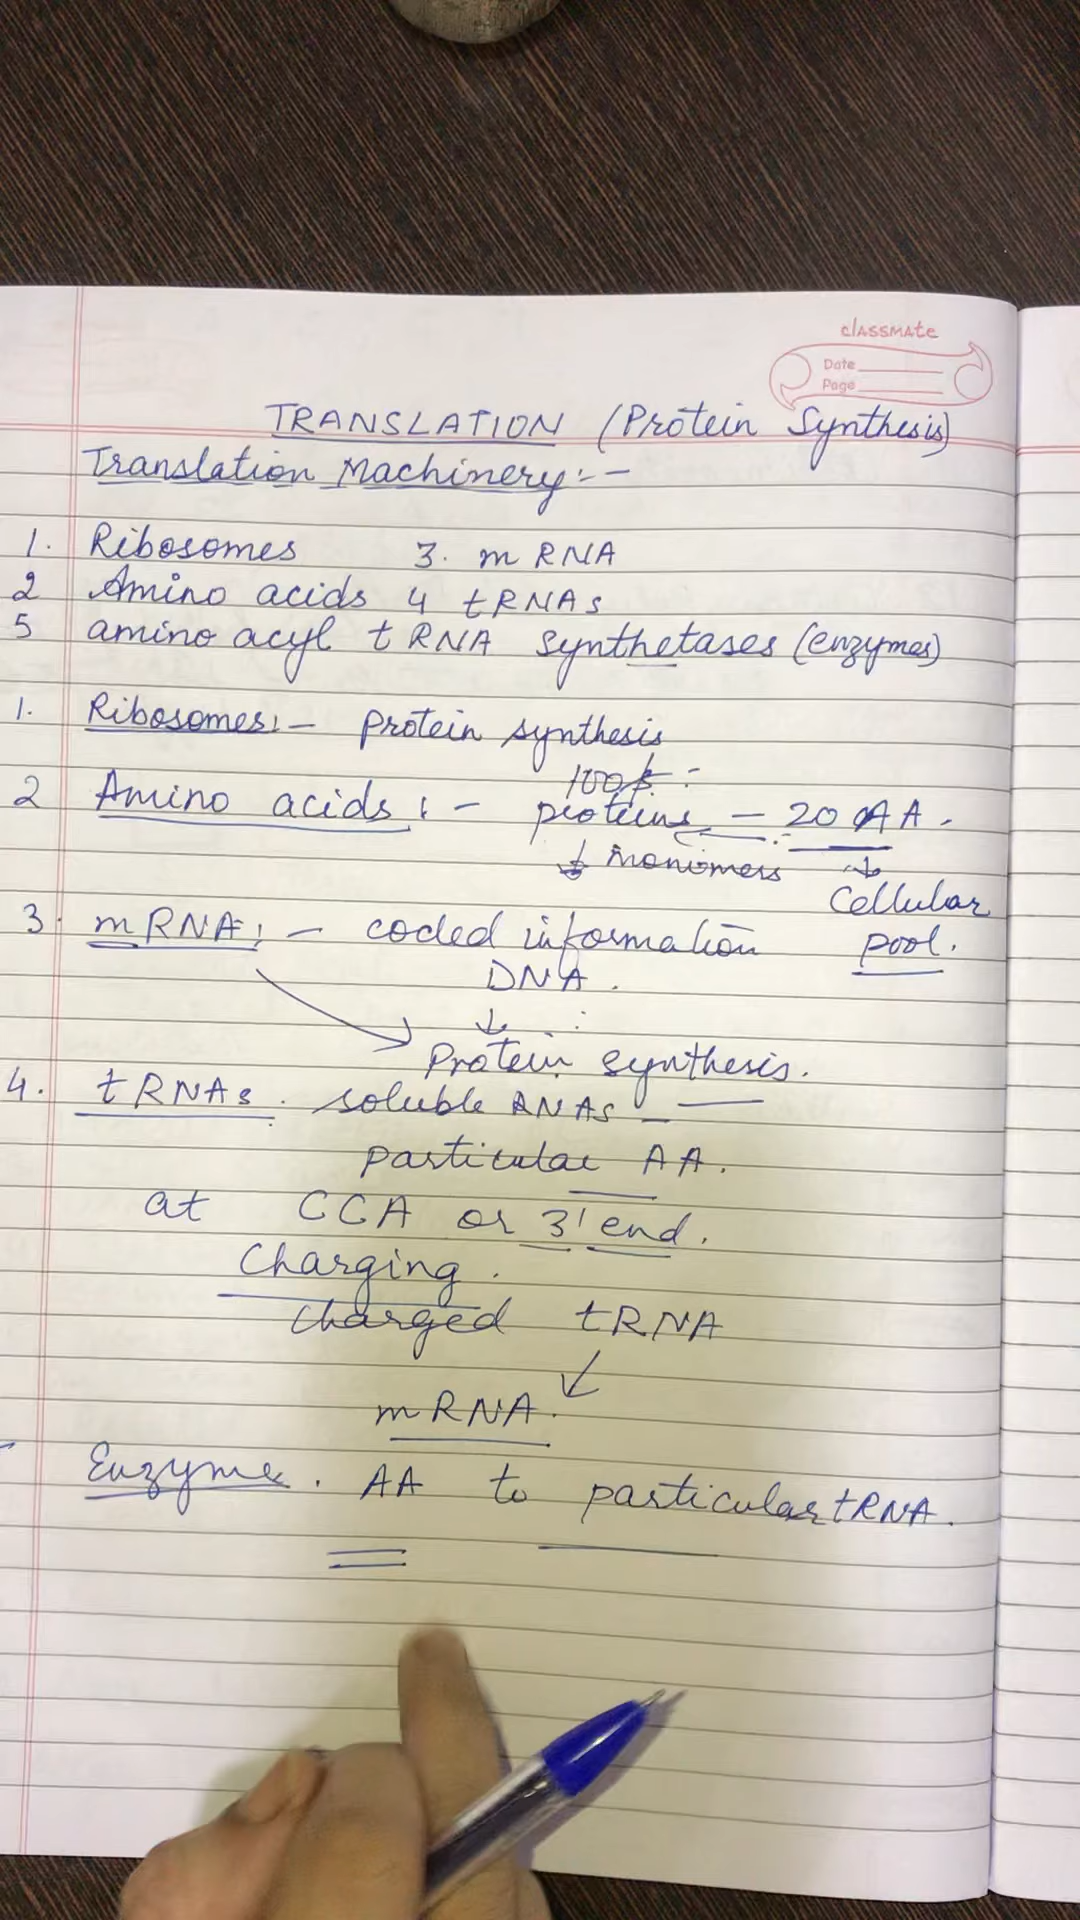 classmate
Date
Page
TRANSLATION (Protein Synthesis)
Translation Machinery:-
1. Ribosomes 3. mRNA
2 Amino acids 4 tRNAs
5 amino acyl tRNA synthetases (enzymes)
1. Ribosomes:- Protein synthesis
100
2 Amino acids:- proteins - 20 AA.
↓ monomers ↓
Cellular
3. mRNA:- coded information pool.
DNA.
↓
Protein synthesis.
4. tRNAs. soluble RNAs -
particular AA.
at CCA or 3' end.
Charging.
charged tRNA
↙
mRNA.
Enzyme. AA to particular tRNA.